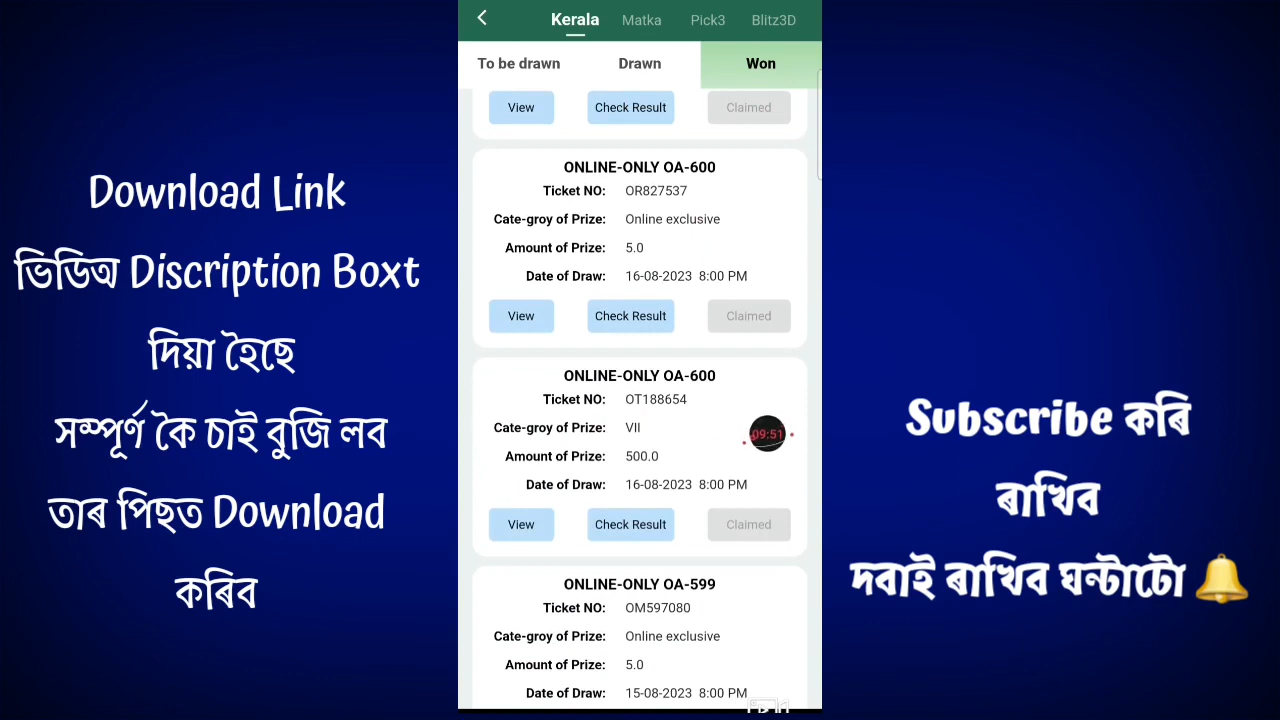 Download Link
ভিডিঅ Discription Boxt
দিয়া হৈছে
সম্পূৰ্ণ কৈ চাই বুজি লব
তাৰ পিছত Download
কৰিব
Kerala Matka Pick3 Blitz3D
To be drawn Drawn Won
View Check Result Claimed
ONLINE-ONLY OA-600
Ticket NO: OR827537
Cate-groy of Prize: Online exclusive
Amount of Prize: 5.0
Date of Draw: 16-08-2023 8:00 PM
View Check Result Claimed
ONLINE-ONLY OA-600
Ticket NO: OT188654
Cate-groy of Prize: VII
09:51
Amount of Prize: 500.0
Date of Draw: 16-08-2023 8:00 PM
View Check Result Claimed
ONLINE-ONLY OA-599
Ticket NO: OM597080
Cate-groy of Prize: Online exclusive
Amount of Prize: 5.0
Date of Draw: 15-08-2023 8:00 PM
Subscribe কৰি
ৰাখিব
দবাই ৰাখিব ঘন্টাটো 🔔